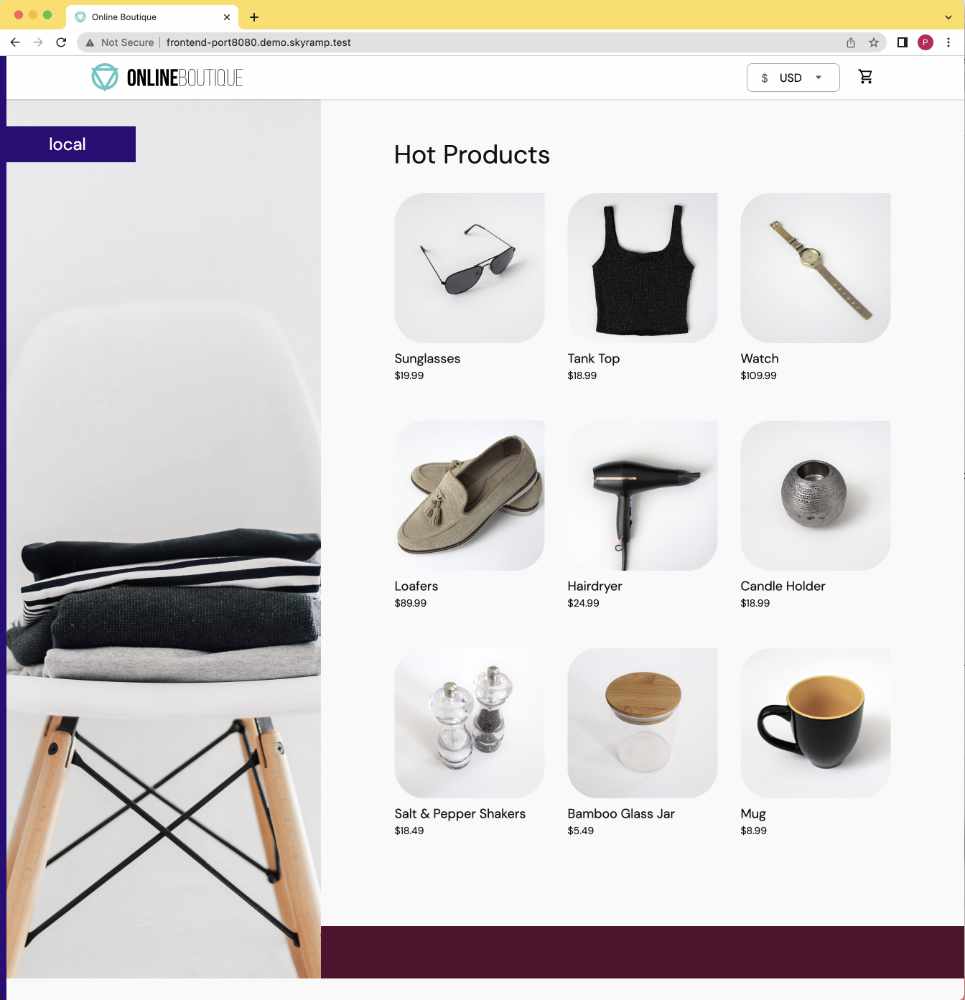 Online Boutique
Not Secure frontend-port8080.demo.skyramp.test
P
ONLINEBOUTIQUE
$ USD
local
Hot Products
Sunglasses
$19.99
Tank Top
$18.99
Watch
$109.99
Loafers
$89.99
Hairdryer
$24.99
Candle Holder
$18.99
Salt & Pepper Shakers
$18.49
Bamboo Glass Jar
$5.49
Mug
$8.99